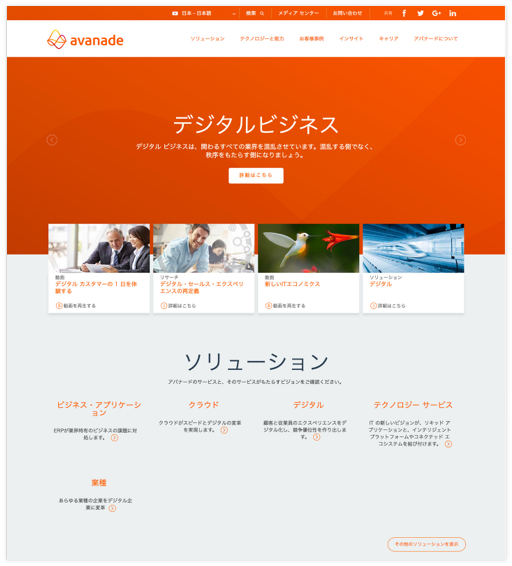 日本 - 日本語
検索
メディア センター
お問い合わせ
共有
avanade
ソリューション
テクノロジーと能力
お客様事例
インサイト
キャリア
アバナードについて
デジタルビジネス
デジタル ビジネスは、関わるすべての業界を混乱させています。混乱する側でなく、
秩序をもたらす側になりましょう。
詳細はこちら
動画
デジタル カスタマーの 1 日を体
験する
動画を再生する
リサーチ
デジタル・セールス・エクスペリ
エンスの再定義
詳細はこちら
動画
新しいITエコノミクス
動画を再生する
ソリューション
デジタル
詳細はこちら
ソリューション
アバナードのサービスと、そのサービスがもたらすビジョンをご確認ください。
ビジネス・アプリケーシ
ョン
ERPが業界特有のビジネスの課題に対
処します。
クラウド
クラウドがスピードとデジタルの変革
を実現します。
デジタル
顧客と従業員のエクスペリエンスをデ
ジタル化し、競争優位性を作り出しま
す。
テクノロジー サービス
IT の新しいビジョンが、リキッド ア
プリケーションと、インテリジェント
プラットフォームやコネクテッド エ
コシステムを結び付けます。
業種
あらゆる業種の企業をデジタル企
業に変革
その他のソリューションを表示